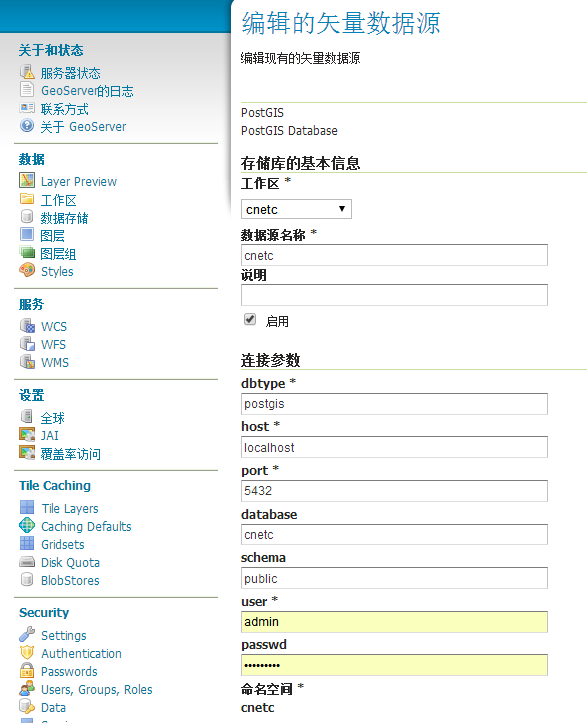 关于和状态
服务器状态
GeoServer的日志
联系方式
关于 GeoServer
数据
Layer Preview
工作区
数据存储
图层
图层组
Styles
服务
WCS
WFS
WMS
设置
全球
JAI
覆盖率访问
Tile Caching
Tile Layers
Caching Defaults
Gridsets
Disk Quota
BlobStores
Security
Settings
Authentication
Passwords
Users, Groups, Roles
Data
编辑的矢量数据源
编辑现有的矢量数据源
PostGIS
PostGIS Database
存储库的基本信息
工作区 *
cnetc
数据源名称 *
cnetc
说明
启用
连接参数
dbtype *
postgis
host *
localhost
port *
5432
database
cnetc
schema
public
user *
admin
passwd
•••••••••
命名空间 *
cnetc